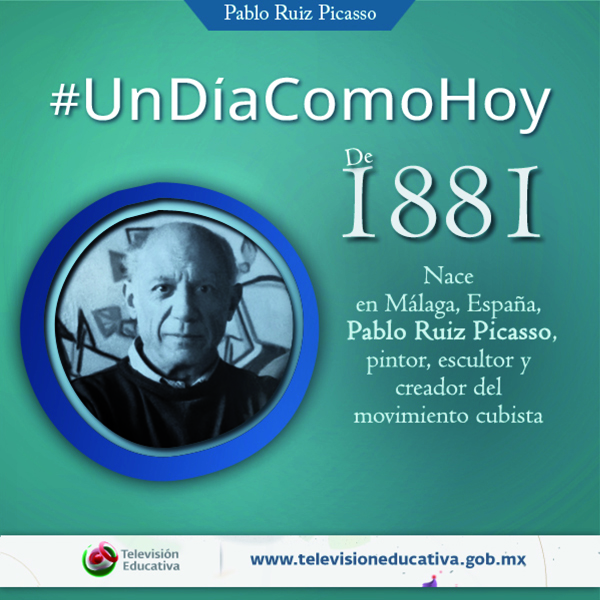 Pablo Ruiz Picasso
#UnDíaComoHoy
De
1881
Nace
en Málaga, España,
Pablo Ruiz Picasso,
pintor, escultor y
creador del
movimiento cubista
Televisión
Educativa
www.televisioneducativa.gob.mx